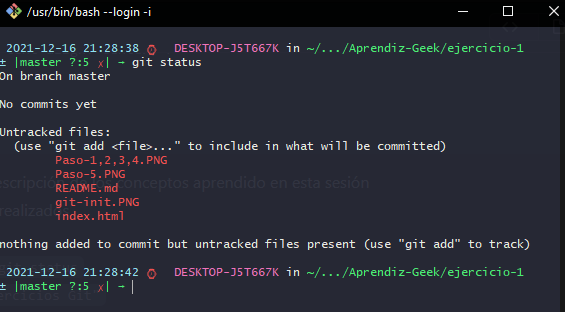 /usr/bin/bash --login -i
2021-12-16 21:28:38 DESKTOP-J5T667K in ~/.../Aprendiz-Geek/ejercicio-1
± |master ?:5 ✗| → git status
On branch master
No commits yet
Untracked files:
(use "git add <file>..." to include in what will be committed)
Paso-1,2,3,4.PNG
Paso-5.PNG
README.md
git-init.PNG
index.html
nothing added to commit but untracked files present (use "git add" to track)
2021-12-16 21:28:42 DESKTOP-J5T667K in ~/.../Aprendiz-Geek/ejercicio-1
± |master ?:5 ✗| →